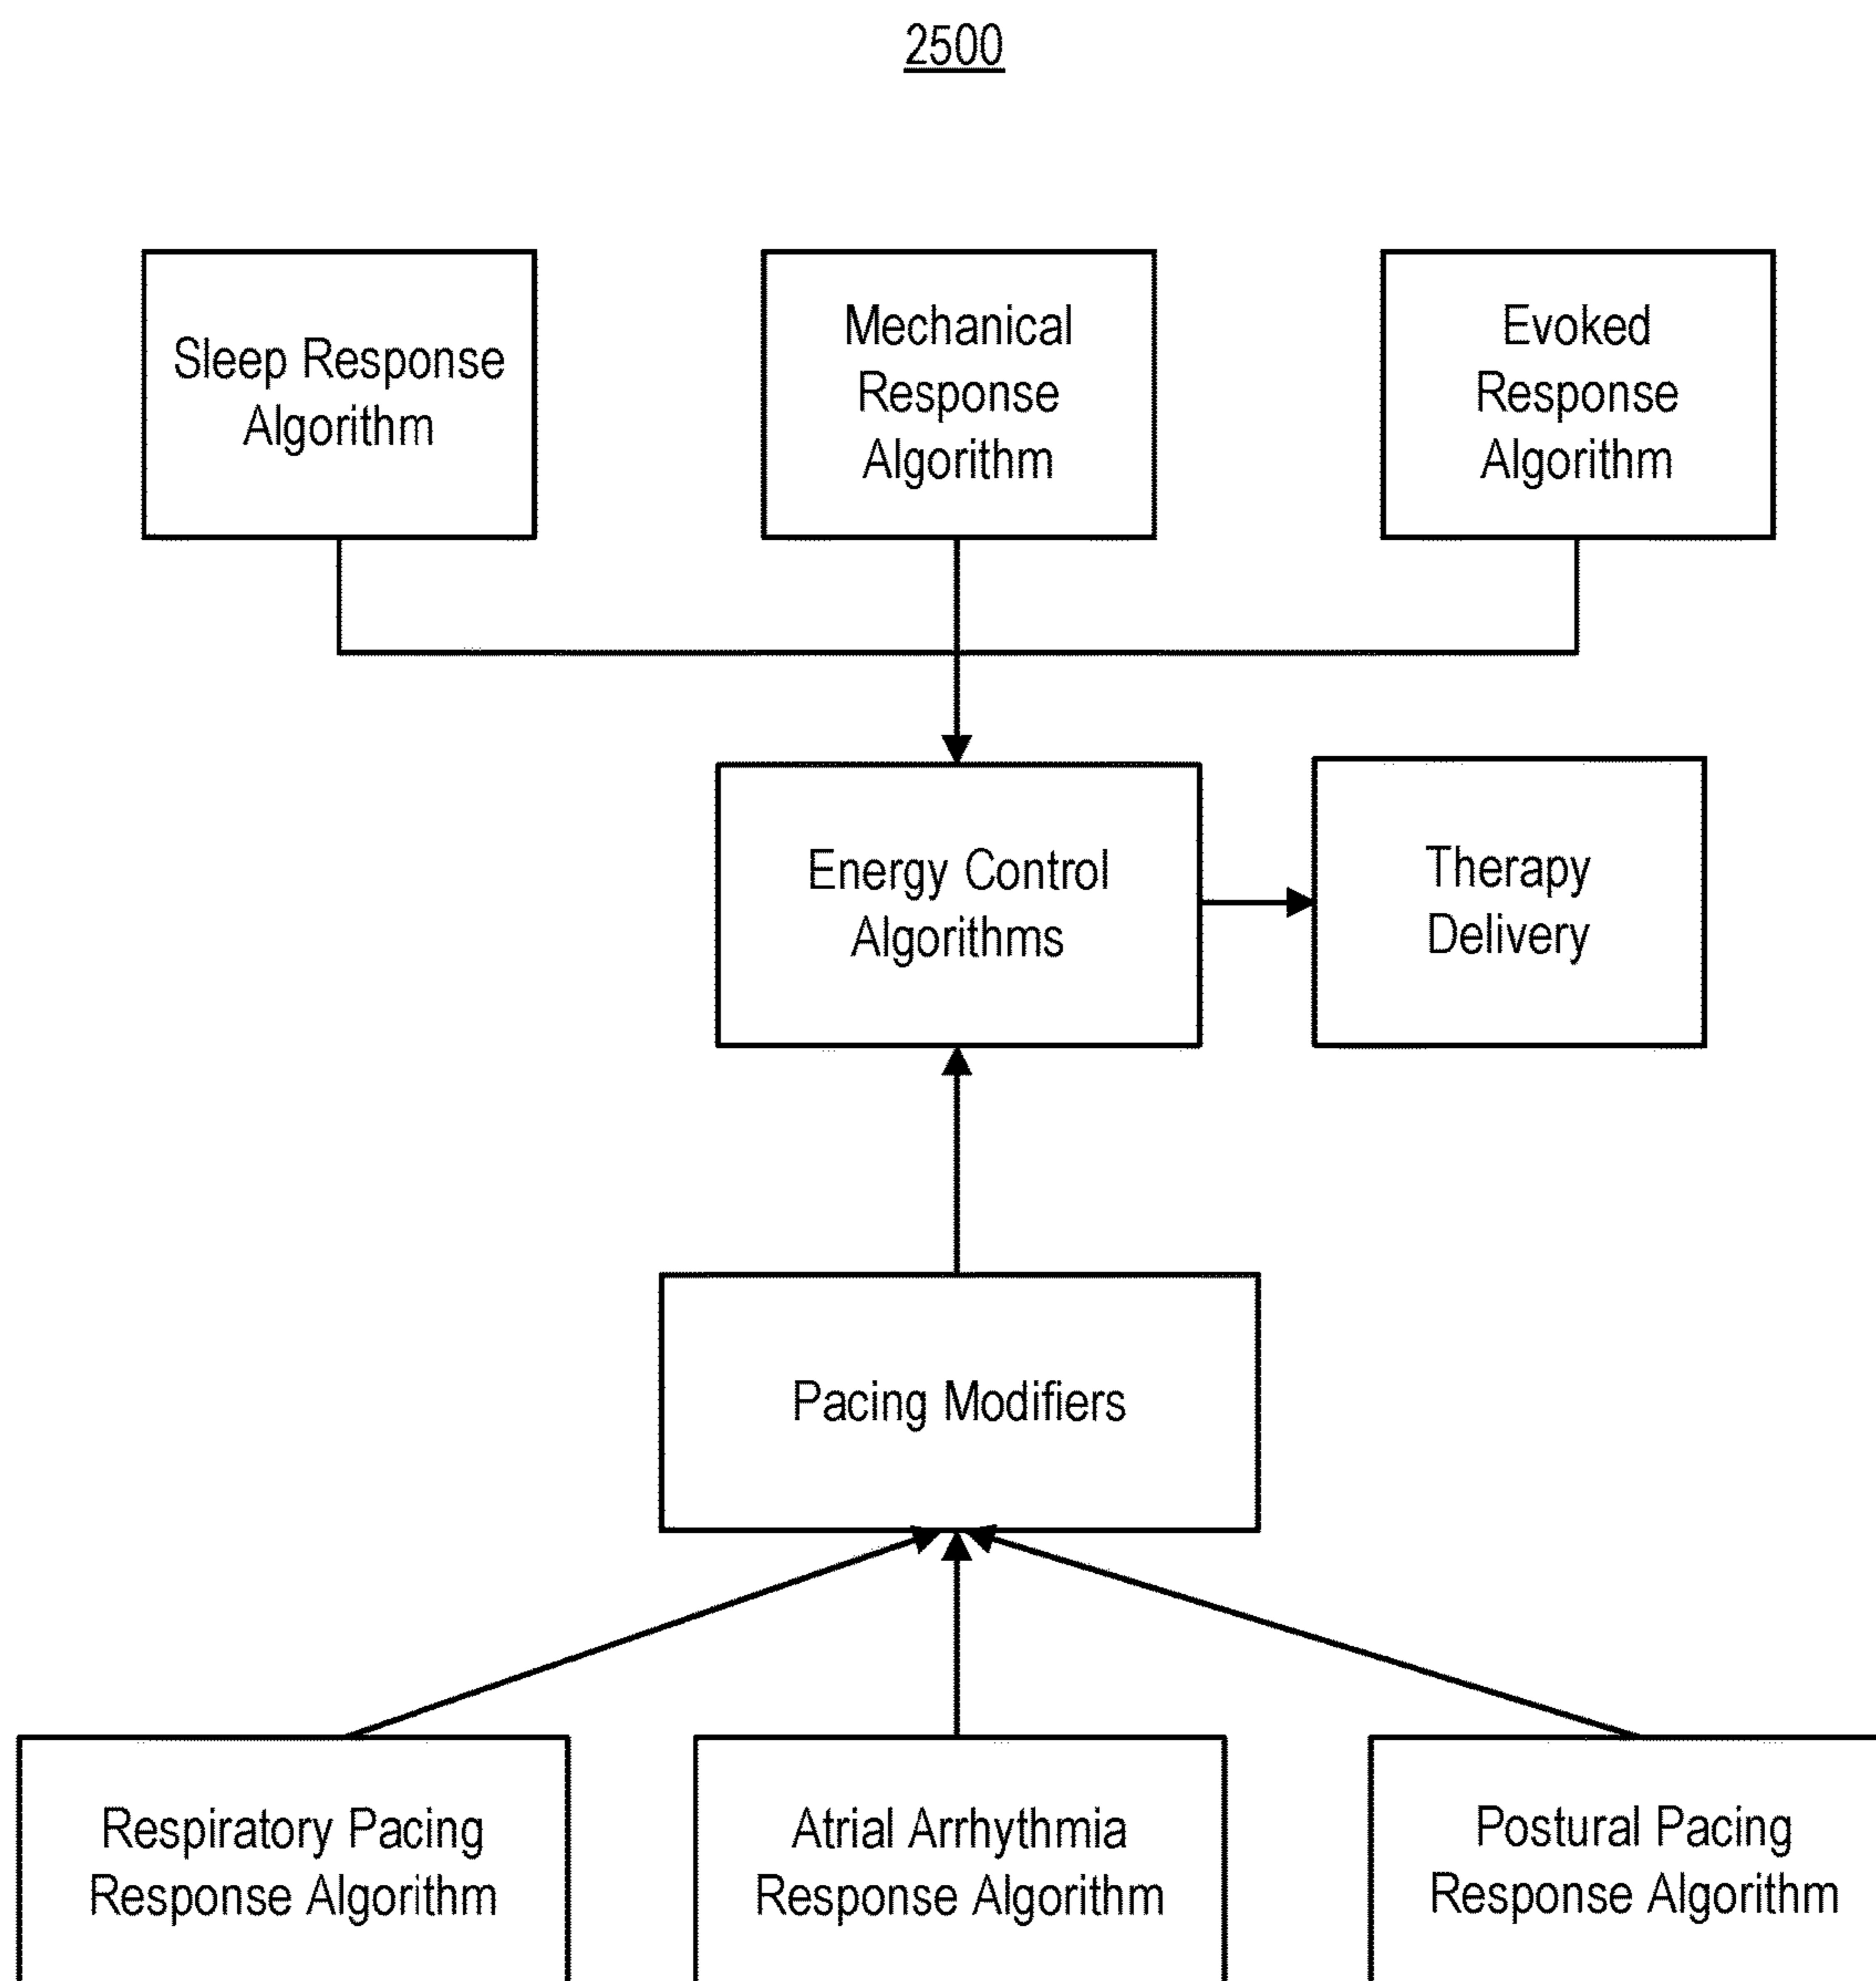 2500
Sleep Response
Algorithm
Mechanical
Response
Algorithm
Evoked
Response
Algorithm
Energy Control
Algorithms
Therapy
Delivery
Pacing Modifiers
Respiratory Pacing
Response Algorithm
Atrial Arrhythmia
Response Algorithm
Postural Pacing
Response Algorithm